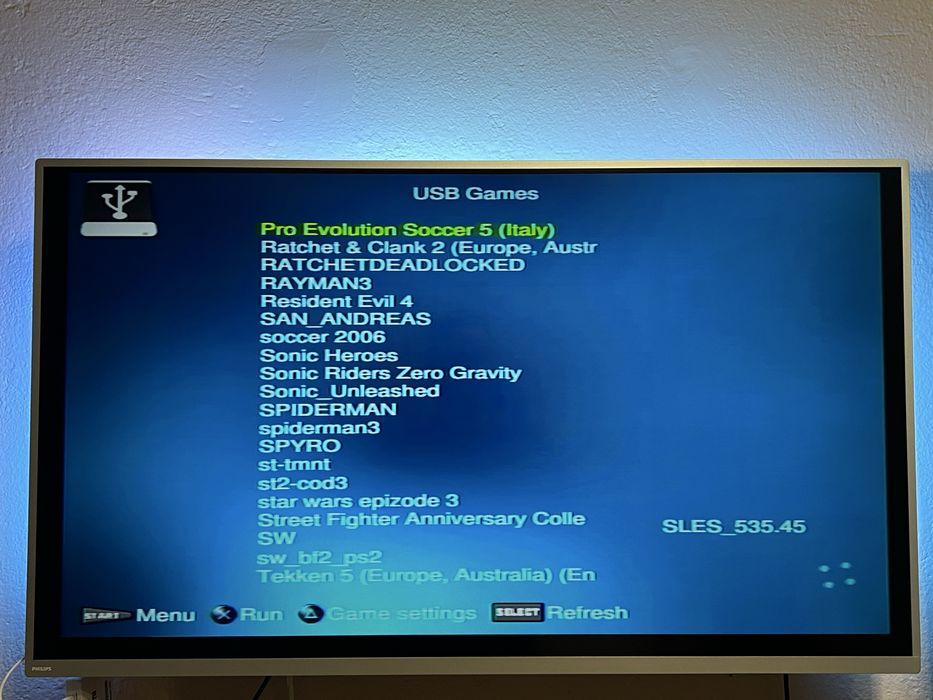 USB Games
Pro Evolution Soccer 5 (Italy)
Ratchet & Clank 2 (Europe, Austr
RATCHETDEADLOCKED
RAYMAN3
Resident Evil 4
SAN_ANDREAS
soccer 2006
Sonic Heroes
Sonic Riders Zero Gravity
Sonic_Unleashed
SPIDERMAN
spiderman3
SPYRO
st-tmnt
st2-cod3
star wars epizode 3
Street Fighter Anniversary Colle
SLES_535.45
SW
sw_bf2_ps2
Tekken 5 (Europe, Australia) (En
START Menu Run Game settings SELECT Refresh
PHILIPS